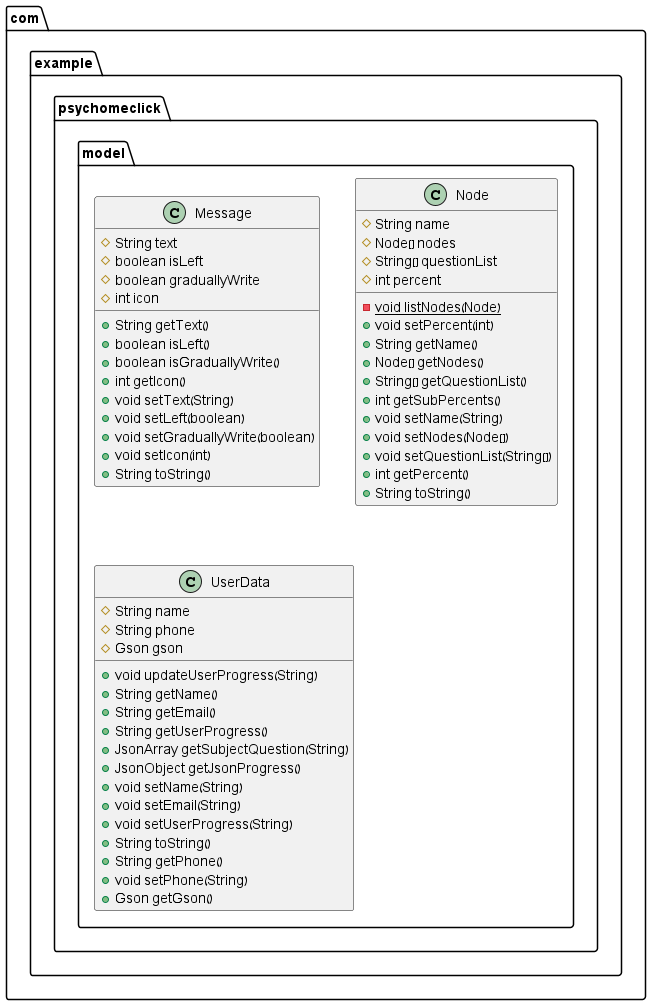 com
example
psychomeclick
model
C Message
String text
boolean isLeft
boolean graduallyWrite
int icon
String getText()
boolean isLeft()
boolean isGraduallyWrite()
int getIcon()
void setText(String)
void setLeft(boolean)
void setGraduallyWrite(boolean)
void setIcon(int)
String toString()
C Node
String name
Node[] nodes
String[] questionList
int percent
void listNodes(Node)
void setPercent(int)
String getName()
Node[] getNodes()
String[] getQuestionList()
int getSubPercents()
void setName(String)
void setNodes(Node[])
void setQuestionList(String[])
int getPercent()
String toString()
C UserData
String name
String phone
Gson gson
void updateUserProgress(String)
String getName()
String getEmail()
String getUserProgress()
JsonArray getSubjectQuestion(String)
JsonObject getJsonProgress()
void setName(String)
void setEmail(String)
void setUserProgress(String)
String toString()
String getPhone()
void setPhone(String)
Gson getGson()